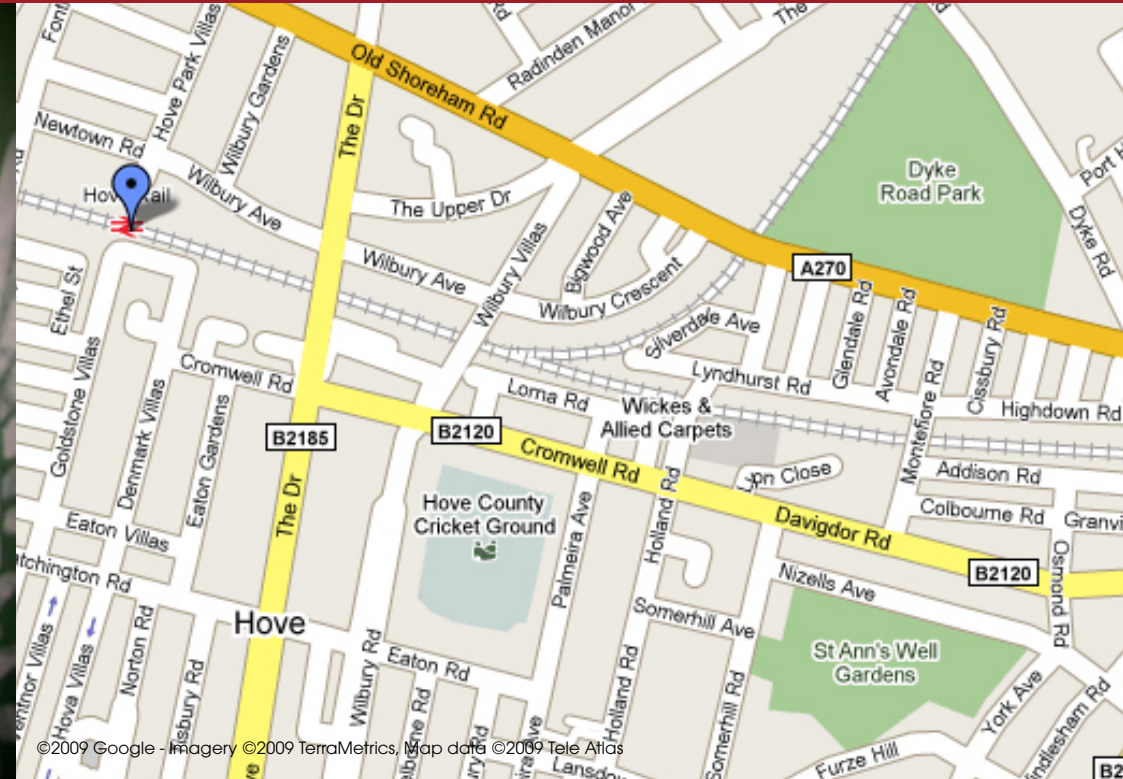 Hove Park Villas
Wilbury Gardens
The Dr
Old Shoreham Rd
Radinden Manor
The
Newtown Rd
Wilbury Ave
The Upper Dr
Dyke
Road Park
Port
Dyke Rd
Wilbury Ave
Wilbury Villas
Bigwood Ave
Wilbury Crescent
A270
Silverdale Ave
Glendale Rd
Avondale Rd
Cissbury Rd
Montefiore Rd
Lyndhurst Rd
Highdown Rd
Ethel St
Goldstone Villas
Denmark Villas
Cromwell Rd
Eaton Gardens
B2185
B2120
Lorna Rd
Wickes &
Allied Carpets
Cromwell Rd
Hove County
Cricket Ground
Palmeira Ave
Holland Rd
Lyon Close
Addison Rd
Colbourne Rd
Davigdor Rd
B2120
Osmond Rd
Nizells Ave
Eaton Villas
The Dr
Hove
Hova Villas
Norton Rd
Wilbury Rd
Eaton Rd
Somerhill Ave
St Ann's Well
Gardens
Holland Rd
Somerhill Rd
York Ave
Furze Hill
©2009 Google - Imagery ©2009 TerraMetrics, Map data ©2009 Tele Atlas